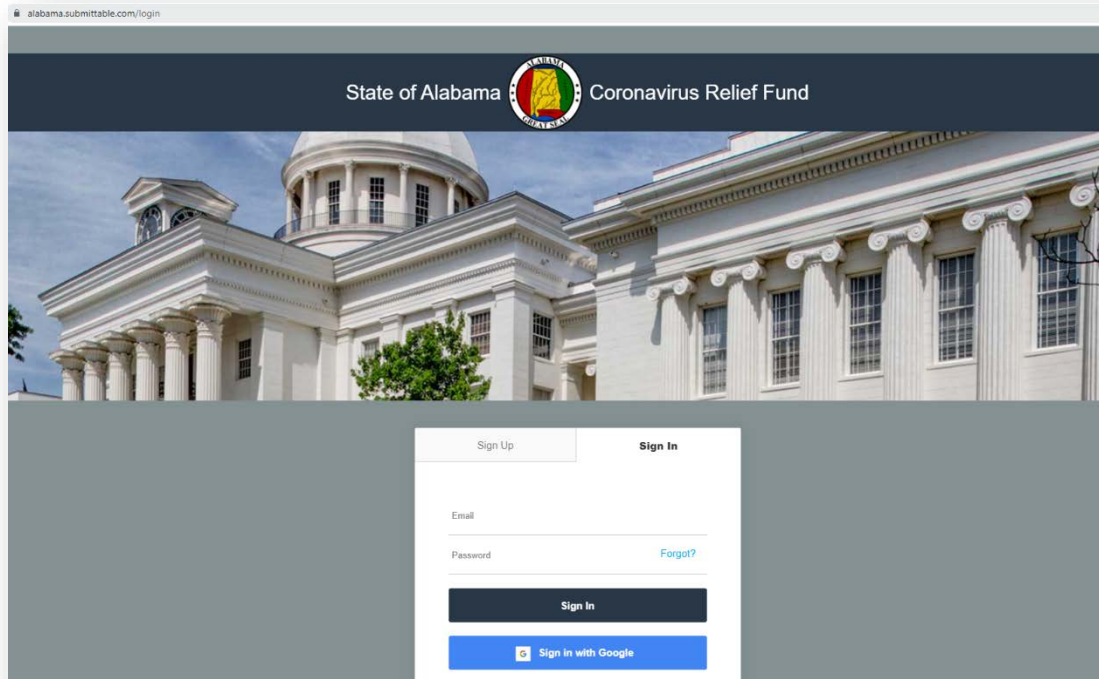 alabama.submittable.com/login
State of Alabama
ALABAMA
GREAT SEAL
Coronavirus Relief Fund
Sign Up
Sign In
Email
Password
Forgot?
Sign In
G Sign in with Google